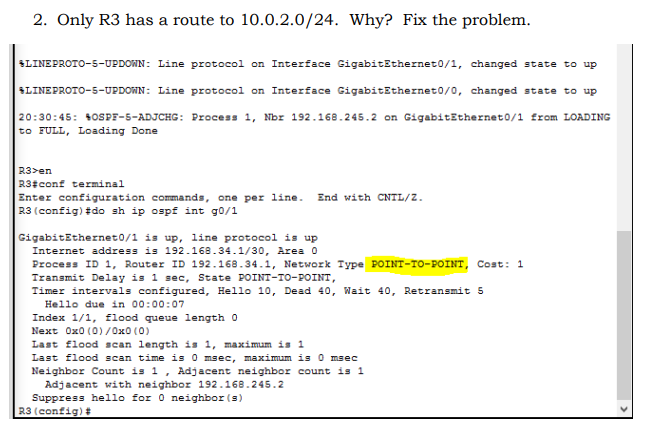 2. Only R3 has a route to 10.0.2.0/24. Why? Fix the problem.
%LINEPROTO-5-UPDOWN: Line protocol on Interface GigabitEthernet0/1, changed state to up
%LINEPROTO-5-UPDOWN: Line protocol on Interface GigabitEthernet0/0, changed state to up
20:30:45: %OSPF-5-ADJCHG: Process 1, Nbr 192.168.245.2 on GigabitEthernet0/1 from LOADING
to FULL, Loading Done
R3>en
R3#conf terminal
Enter configuration commands, one per line. End with CNTL/Z.
R3(config)#do sh ip ospf int g0/1
GigabitEthernet0/1 is up, line protocol is up
Internet address is 192.168.34.1/30, Area 0
Process ID 1, Router ID 192.168.34.1, Network Type POINT-TO-POINT, Cost: 1
Transmit Delay is 1 sec, State POINT-TO-POINT,
Timer intervals configured, Hello 10, Dead 40, Wait 40, Retransmit 5
Hello due in 00:00:07
Index 1/1, flood queue length 0
Next 0x0(0)/0x0(0)
Last flood scan length is 1, maximum is 1
Last flood scan time is 0 msec, maximum is 0 msec
Neighbor Count is 1 , Adjacent neighbor count is 1
Adjacent with neighbor 192.168.245.2
Suppress hello for 0 neighbor(s)
R3(config)#